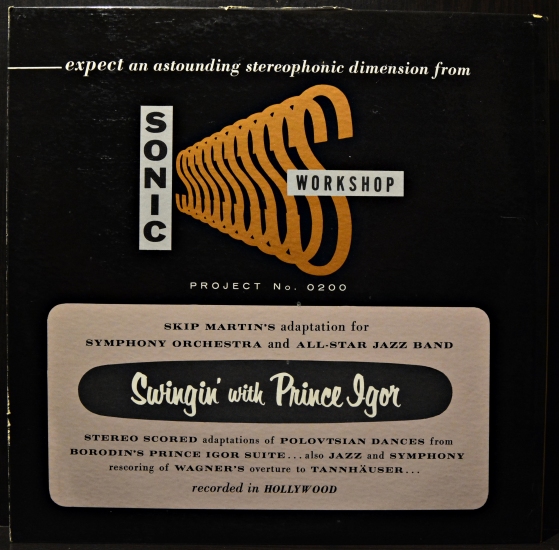 expect an astounding stereophonic dimension from
SONIC
WORKSHOP
PROJECT No. 0200
SKIP MARTIN'S adaptation for
SYMPHONY ORCHESTRA and ALL-STAR JAZZ BAND
Swingin' with Prince Igor
STEREO SCORED adaptations of POLOVTSIAN DANCES from
BORODIN'S PRINCE IGOR SUITE...also JAZZ and SYMPHONY
rescoring of WAGNER'S overture to TANNHÄUSER...
recorded in HOLLYWOOD